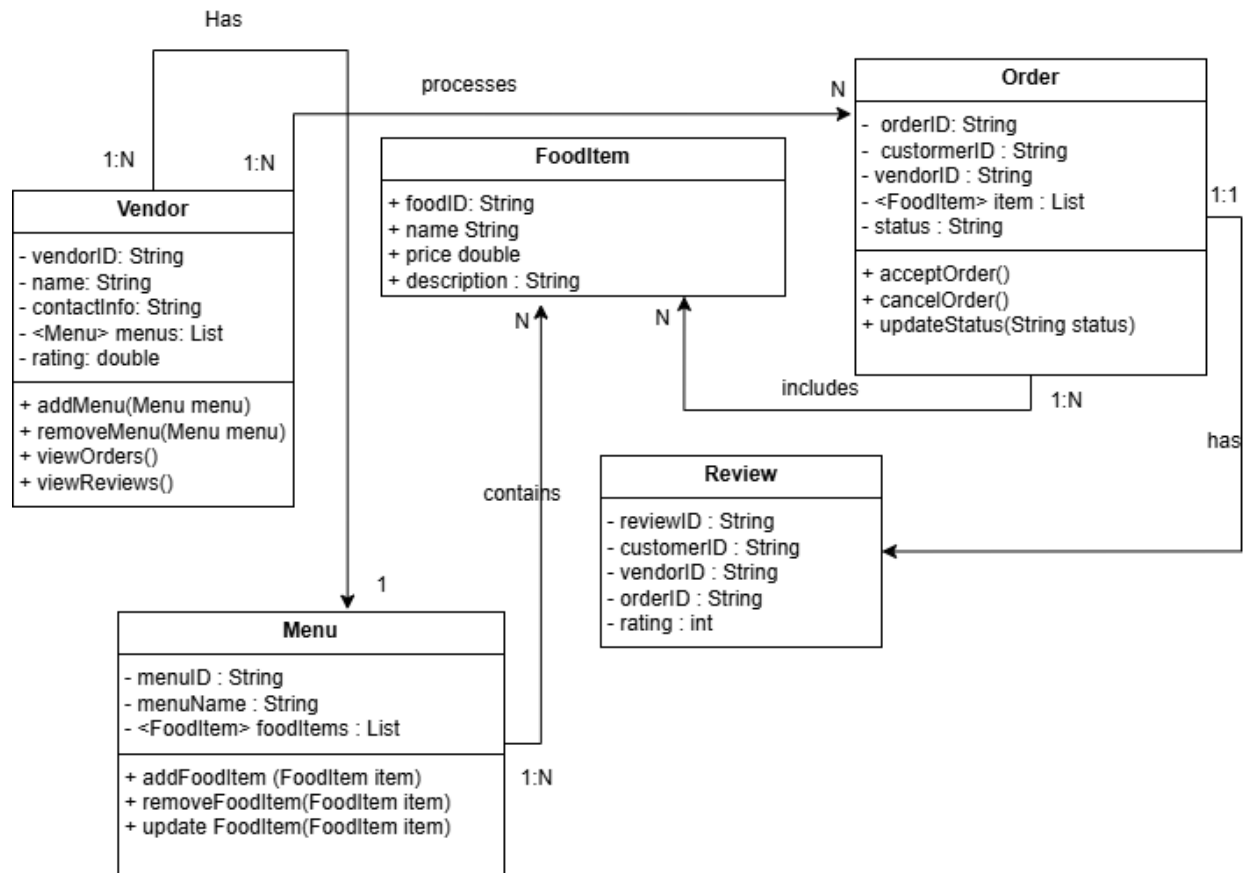 Has
processes
N
1:N
1:N
Vendor
- vendorID: String
- name: String
- contactInfo: String
- <Menu> menus: List
- rating: double
+ addMenu(Menu menu)
+ removeMenu(Menu menu)
+ viewOrders()
+ viewReviews()
FoodItem
+ foodID: String
+ name String
+ price double
+ description : String
N
N
Order
- orderID: String
- custormerID : String
- vendorID : String
- <FoodItem> item : List
- status : String
+ acceptOrder()
+ cancelOrder()
+ updateStatus(String status)
1:1
includes
1:N
has
contains
Review
- reviewID : String
- customerID : String
- vendorID : String
- orderID : String
- rating : int
1
Menu
- menuID : String
- menuName : String
- <FoodItem> foodItems : List
+ addFoodItem (FoodItem item)
+ removeFoodItem(FoodItem item)
+ update FoodItem(FoodItem item)
1:N